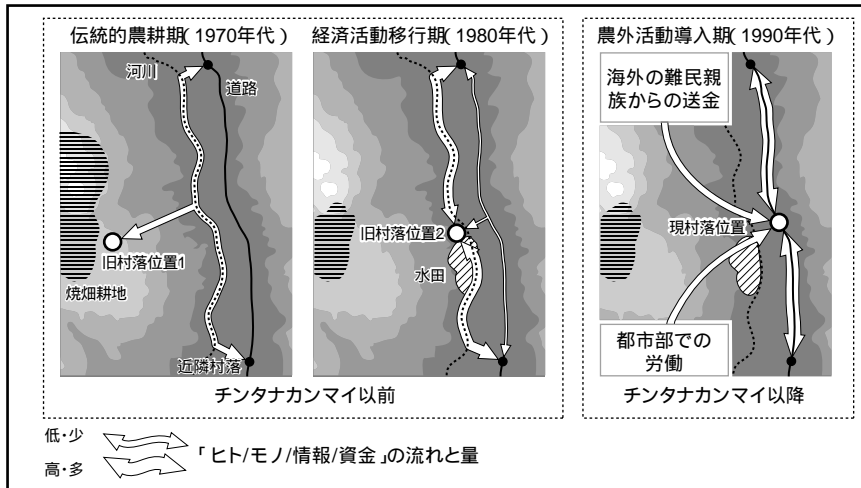 伝統的農耕期(1970年代)
経済活動移行期(1980年代)
農外活動導入期(1990年代)
河川
道路
旧村落位置1
焼畑耕地
近隣村落
旧村落位置2
水田
海外の難民親
族からの送金
現村落位置
都市部での
労働
チンタナカンマイ以前
チンタナカンマイ以降
低・少
高・多
「ヒト/モノ/情報/資金」の流れと量